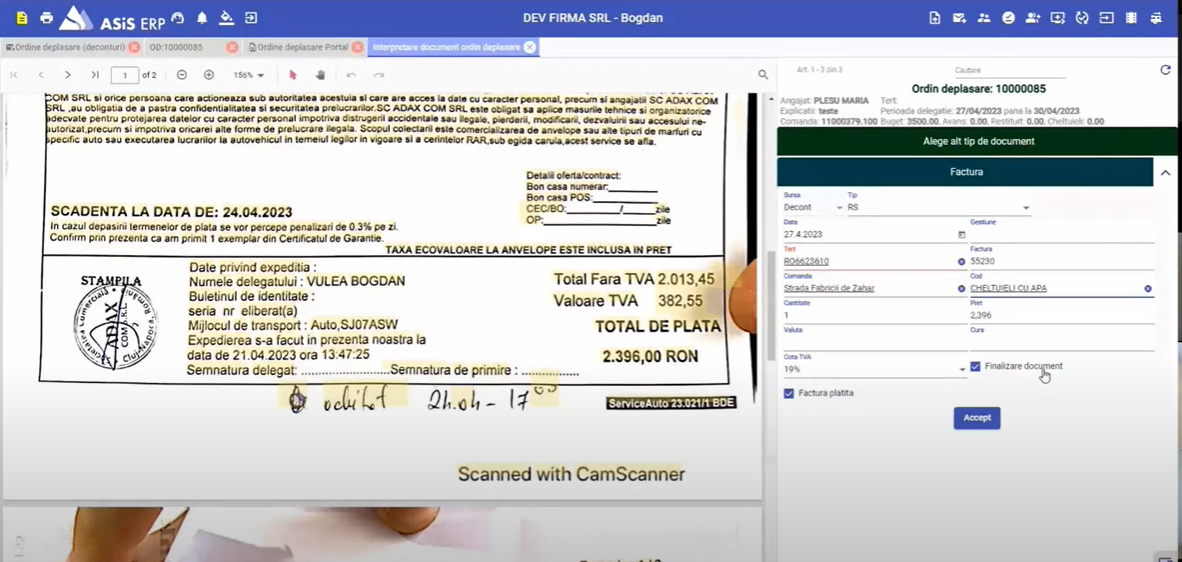 ASiS ERP
DEV FIRMA SRL - Bogdan
Ordine deplasare (deconturi)
OD:10000085
Ordine deplasare Portal
Interpretare document ordin deplasere
1 of 2
156%
COM SRL si orice persoana care actioneaza sub autoritatea acestuia si care are acces la date cu caracter personal, precum si angajatii SC ADAX COM
SRL ,au obligatia de a pastra confidentialitatea si securitatea prelucrarilor.SC ADAX COM SRL este obligat sa aplice masurile tehnice si organizatorice
adecvate pentru protejarea datelor cu caracter personal impotriva distrugerii accidentale sau ilegale, pierderii, modificarii, dezvaluirii sau accesului ne-
autorizat,precum si impotriva oricarei alte forme de prelucrare ilegala. Scopul colectarii este comercializarea de anvelope sau alte tipuri de marfuri cu
specific auto sau executarea lucrarilor la autovehicul in temeiul legilor in vigoare si a cerintelor RAR,sub egida caruia,acest service se afla.
Detalii oferta/contract:
Bon casa numerar:
Bon casa POS:
CEC/BO: / zile
OP: zile
SCADENTA LA DATA DE: 24.04.2023
In cazul depasirii termenelor de plata se vor percepe penalizari de 0.3% pe zi.
Confirm prin prezenta ca am primit 1 exemplar din Certificatul de Garantie.
TAXA ECOVALOARE LA ANVELOPE ESTE INCLUSA IN PRET
STAMPILA
ADAX
COM S.R.L.
Date privind expeditia :
Numele delegatului : VULEA BOGDAN
Buletinul de identitate :
seria nr eliberat(a)
Mijlocul de transport : Auto,SJ07ASW
Expedierea s-a facut in prezenta noastra la
data de 21.04.2023 ora 13:47:25
Semnatura delegat: ........................Semnatura de primire : ................
Total Fara TVA 2.013,45
Valoare TVA 382,55
TOTAL DE PLATA
2.396,00 RON
achitat 24.04 - 17 00
ServiceAuto 23.021/1 BDE
Scanned with CamScanner
Art. 1 - 3 din 3
Cautare
Ordin deplasare: 10000085
Angajat: PLESU MARIA Tert:
Explicatii: teste Perioada delegatie: 27/04/2023 pana la 30/04/2023
Comanda: 11000379.100 Buget: 3500.00, Avans: 0.00, Restituit: 0.00, Cheltuieli: 0.00
Alege alt tip de document
Factura
Sursa Tip
Decont RS
Data Gestiune
27.4.2023
Tert Factura
RO6623610 55230
Comanda Cod
Strada Fabricii de Zahar CHELTUIELI CU APA
Cantitate Pret
1 2,396
Valuta Curs
Cota TVA
19% Finalizare document
Factura platita
Accept